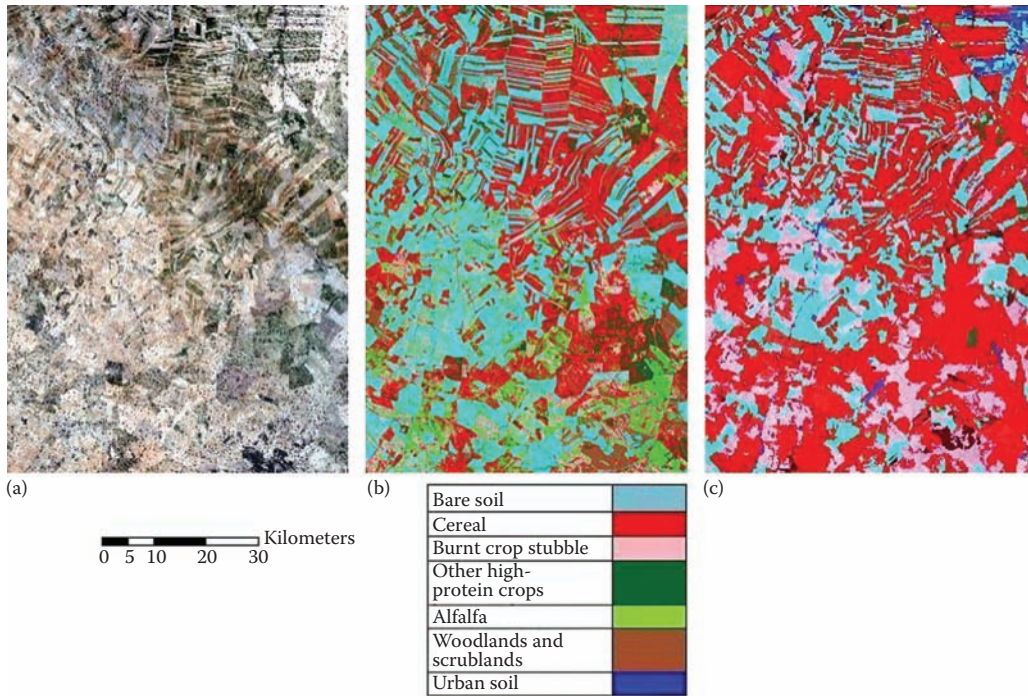 (a)
(b)
(c)
Kilometers
0 5 10 20 30
Bare soil
Cereal
Burnt crop stubble
Other high-
protein crops
Alfalfa
Woodlands and
scrublands
Urban soil